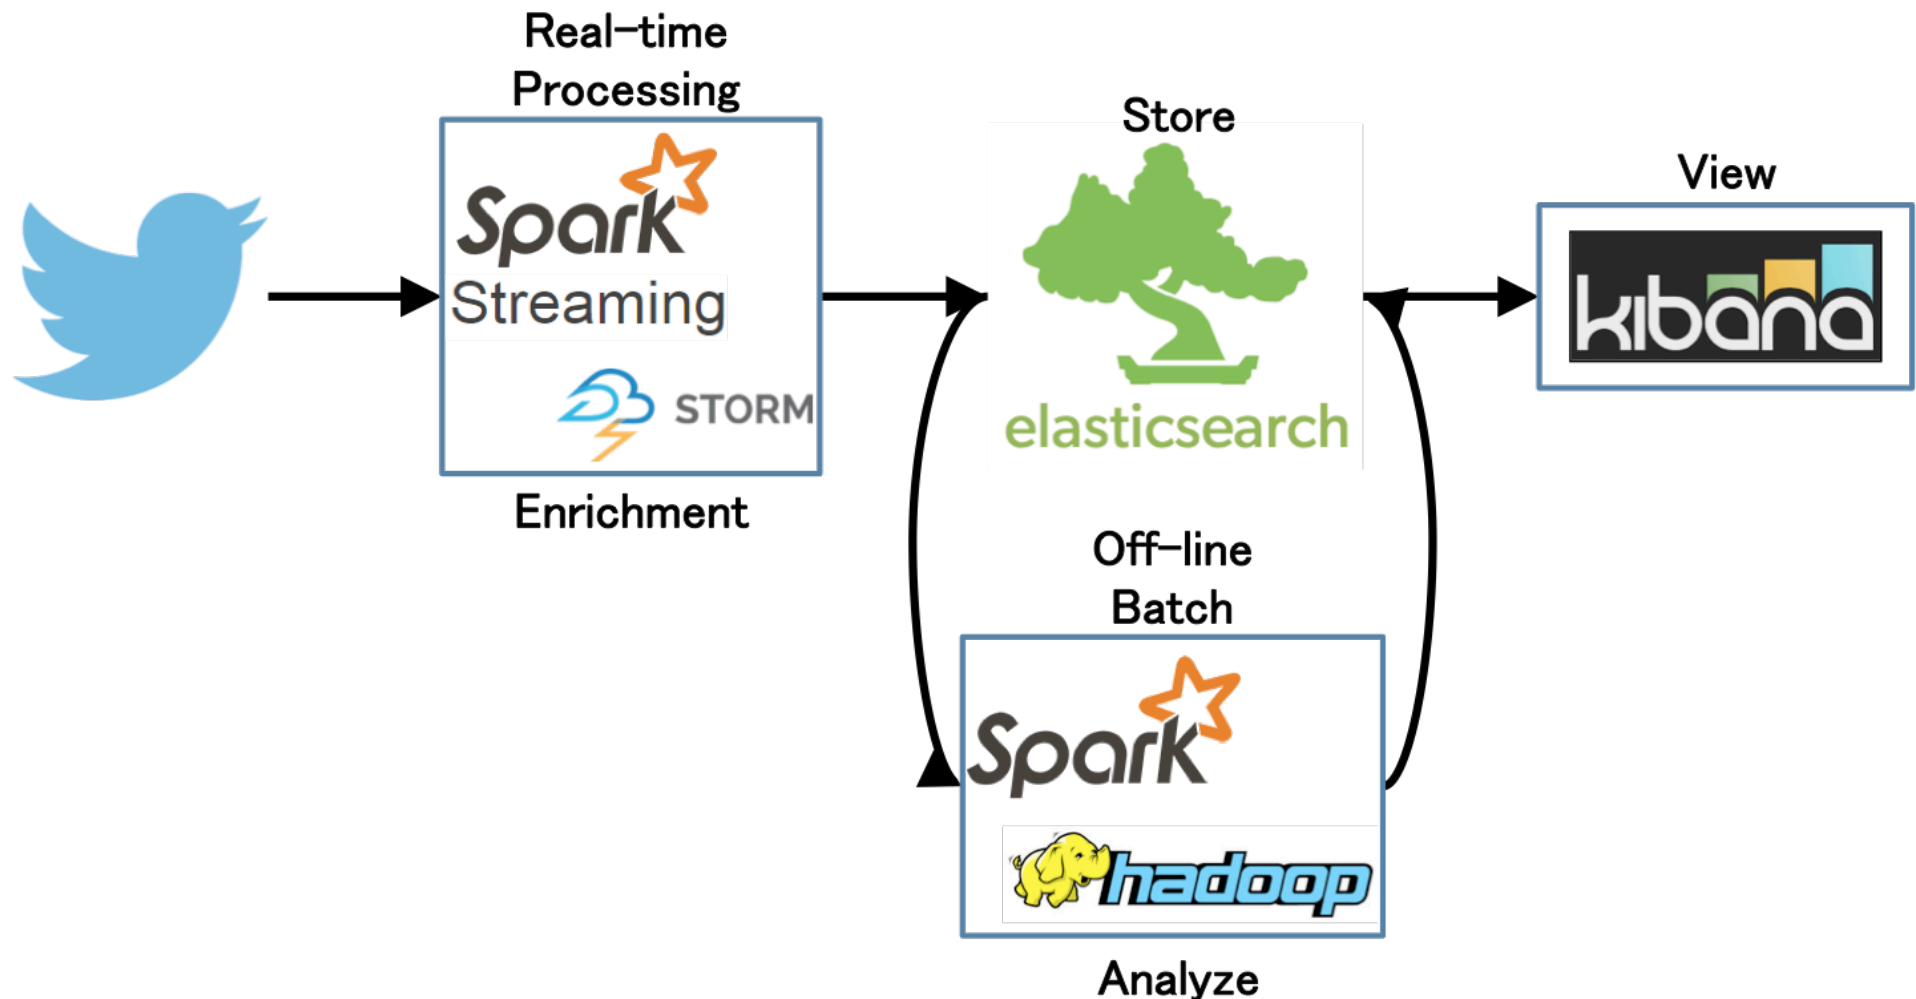 Real-time
Processing
Spark
Streaming
STORM
Enrichment
Store
elasticsearch
Off-line
Batch
Spark
hadoop
Analyze
View
kibana